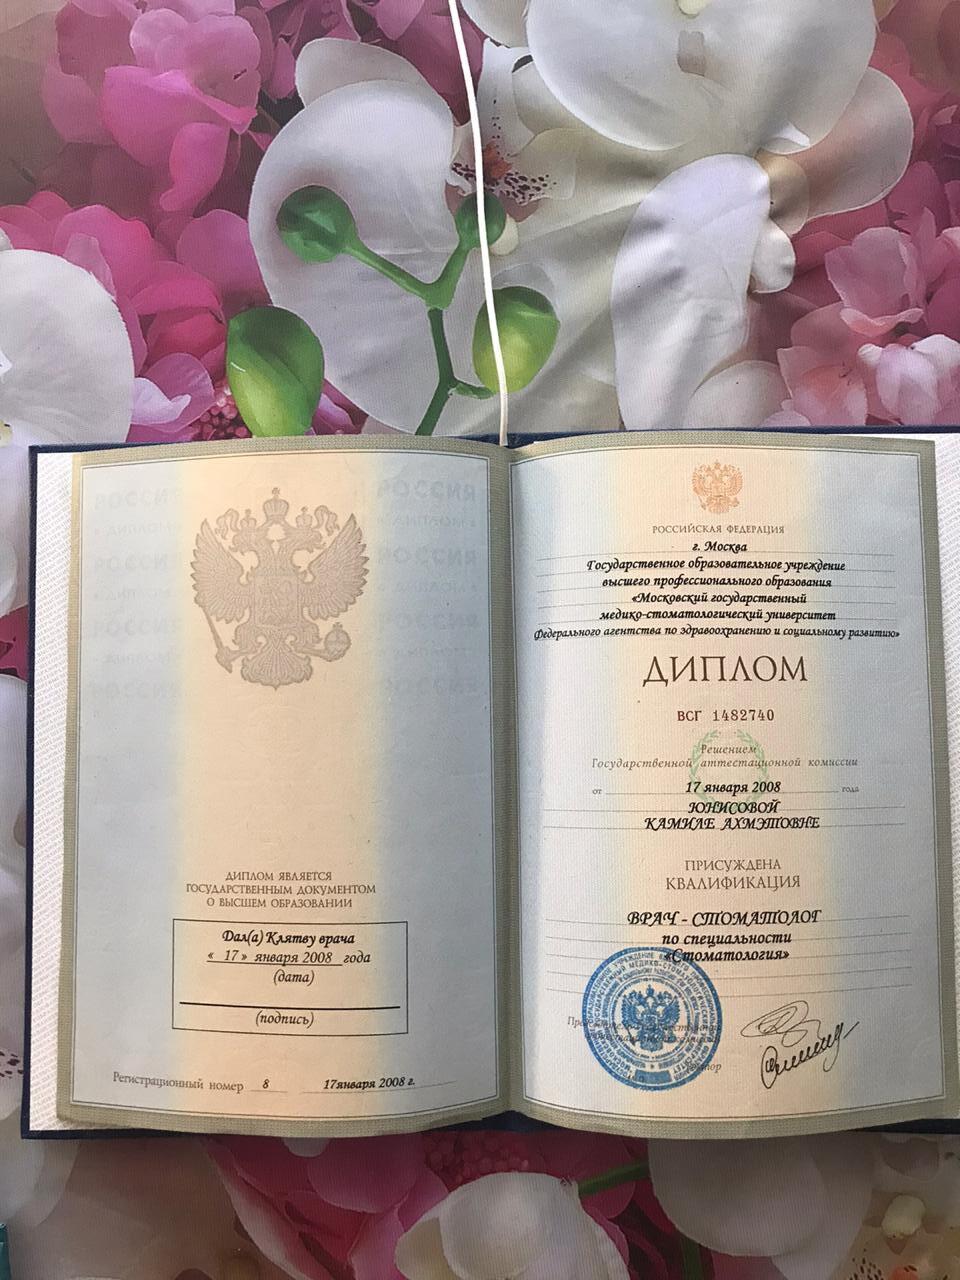 ДИПЛОМ ЯВЛЯЕТСЯ
ГОСУДАРСТВЕННЫМ ДОКУМЕНТОМ
О ВЫСШЕМ ОБРАЗОВАНИИ
Дал(а) Клятву врача
« 17 » января 2008 года
(дата)
(подпись)
Регистрационный номер 8 17января 2008 г.
РОССИЙСКАЯ ФЕДЕРАЦИЯ
г. Москва
Государственное образовательное учреждение
высшего профессионального образования
«Московский государственный
медико-стоматологический университет
Федерального агентства по здравоохранению и социальному развитию»
ДИПЛОМ
ВСГ 1482740
Решением
Государственной аттестационной комиссии
от 17 января 2008 года
ЮНИСОВОЙ
КАМИЛЕ АХМЭТОВНЕ
ПРИСУЖДЕНА
КВАЛИФИКАЦИЯ
ВРАЧ - СТОМАТОЛОГ
по специальности
«Стоматология»